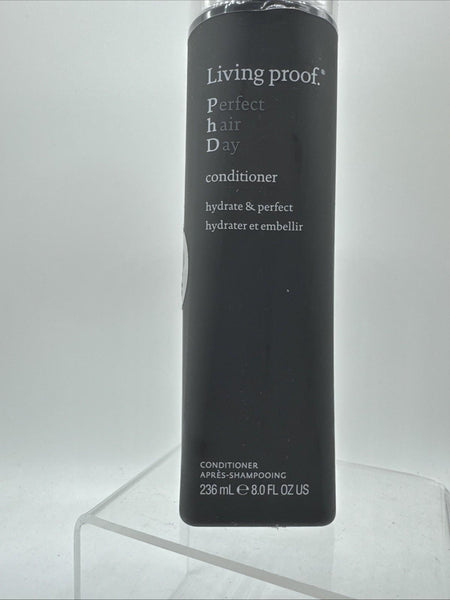 Living proof.®
Perfect
hair
Day
conditioner
hydrate & perfect
hydrater et embellir
CONDITIONER
APRÈS-SHAMPOOING
236 mL ℮ 8.0 FL OZ US